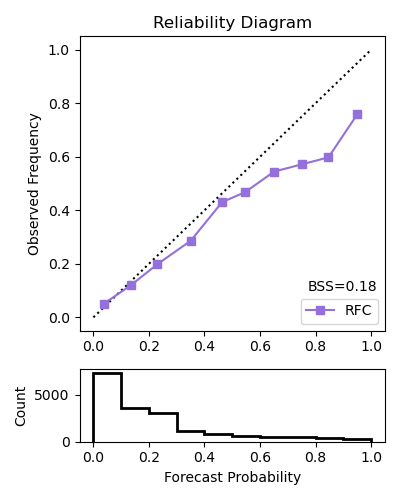 Reliability Diagram
1.0
0.8
0.6
0.4
0.2
0.0
Observed Frequency
BSS=0.18
RFC
0.0 0.2 0.4 0.6 0.8 1.0
5000
0
Count
0.0 0.2 0.4 0.6 0.8 1.0
Forecast Probability